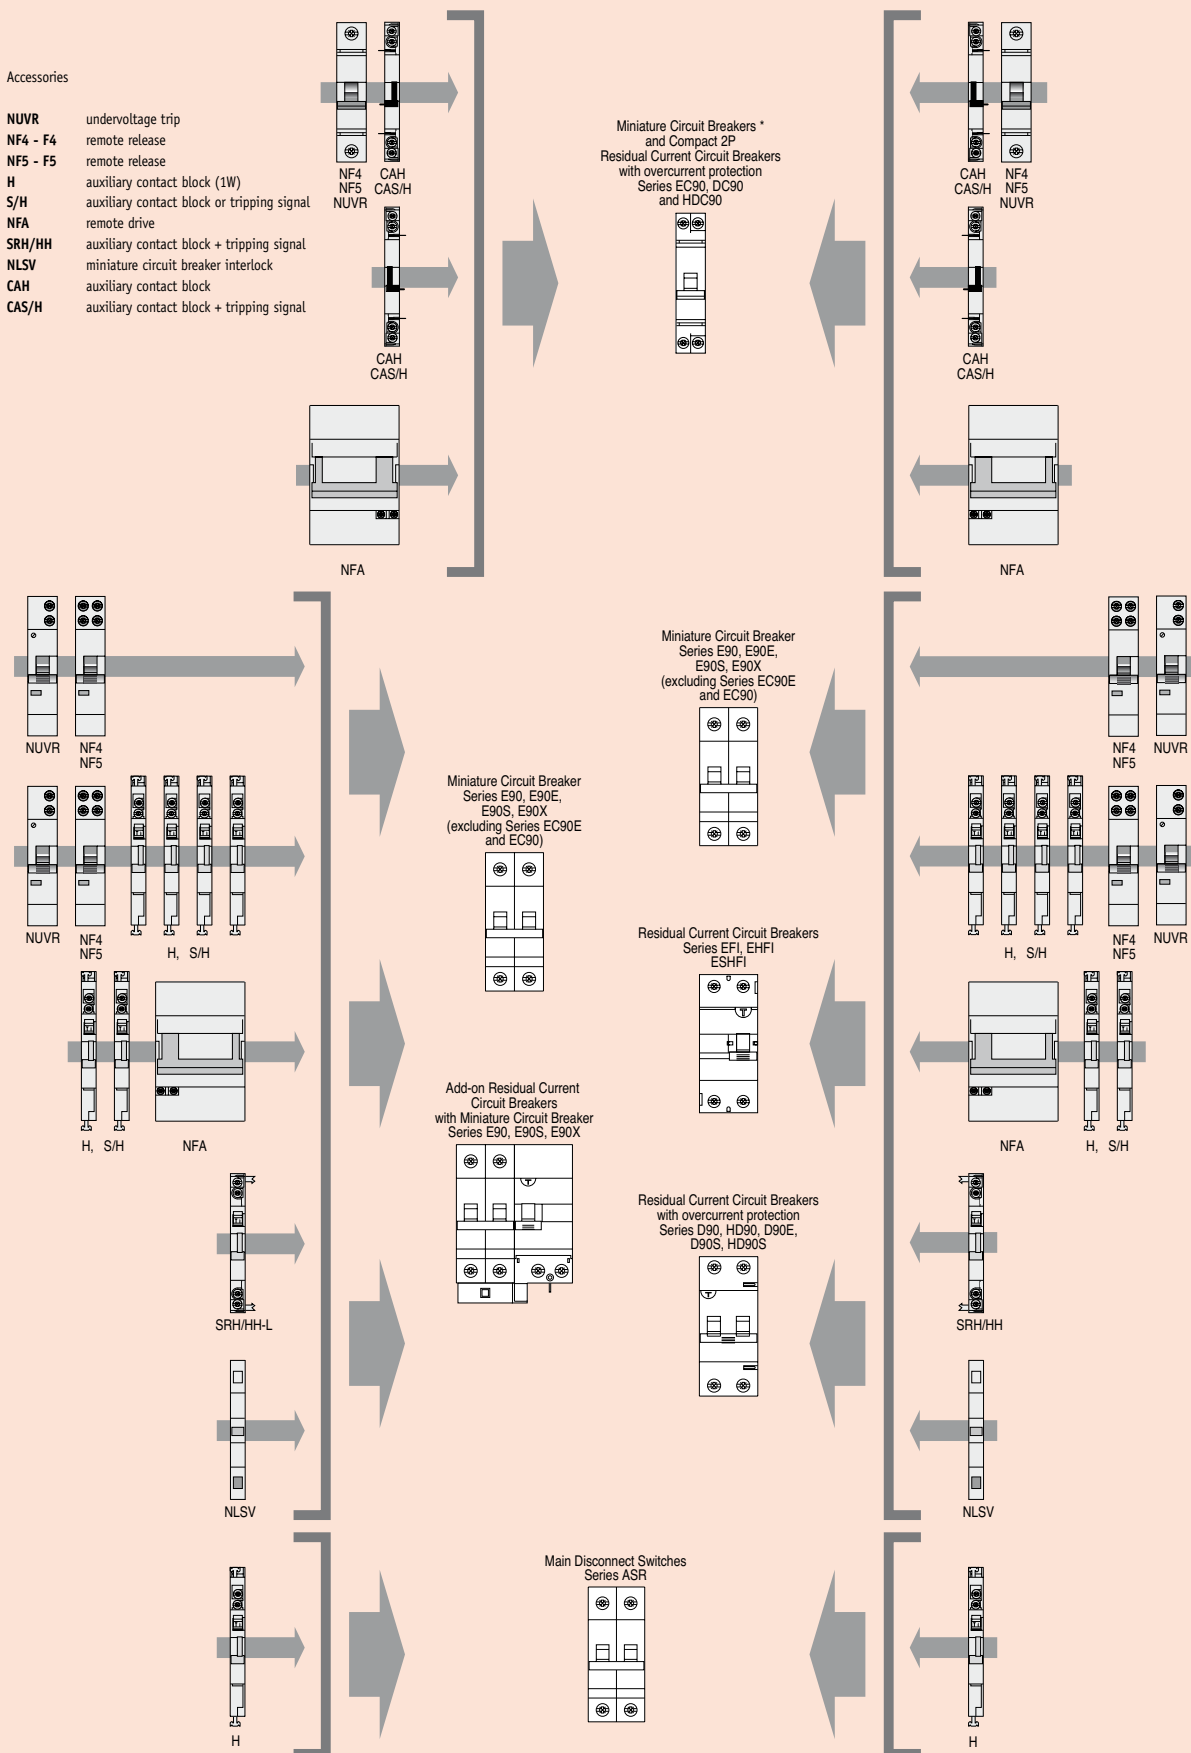 Accessories
NUVR undervoltage trip
NF4 - F4 remote release
NF5 - F5 remote release
H auxiliary contact block (1W)
S/H auxiliary contact block or tripping signal
NFA remote drive
SRH/HH auxiliary contact block + tripping signal
NLSV miniature circuit breaker interlock
CAH auxiliary contact block
CAS/H auxiliary contact block + tripping signal
NF4
NF5
NUVR
CAH
CAS/H
CAH
CAS/H
NFA
Miniature Circuit Breakers *
and Compact 2P
Residual Current Circuit Breakers
with overcurrent protection
Series EC90, DC90
and HDC90
CAH
CAS/H
NF4
NF5
NUVR
CAH
CAS/H
NFA
NUVR
NF4
NF5
NUVR
NF4
NF5
H, S/H
H, S/H
NFA
SRH/HH-L
NLSV
Miniature Circuit Breaker
Series E90, E90E,
E90S, E90X
(excluding Series EC90E
and EC90)
Add-on Residual Current
Circuit Breakers
with Miniature Circuit Breaker
Series E90, E90S, E90X
Miniature Circuit Breaker
Series E90, E90E,
E90S, E90X
(excluding Series EC90E
and EC90)
Residual Current Circuit Breakers
Series EFI, EHFI
ESHFI
T
Residual Current Circuit Breakers
with overcurrent protection
Series D90, HD90, D90E,
D90S, HD90S
T
NF4
NF5
NUVR
H, S/H
NF4
NF5
NUVR
NFA
H, S/H
SRH/HH
NLSV
H
Main Disconnect Switches
Series ASR
H